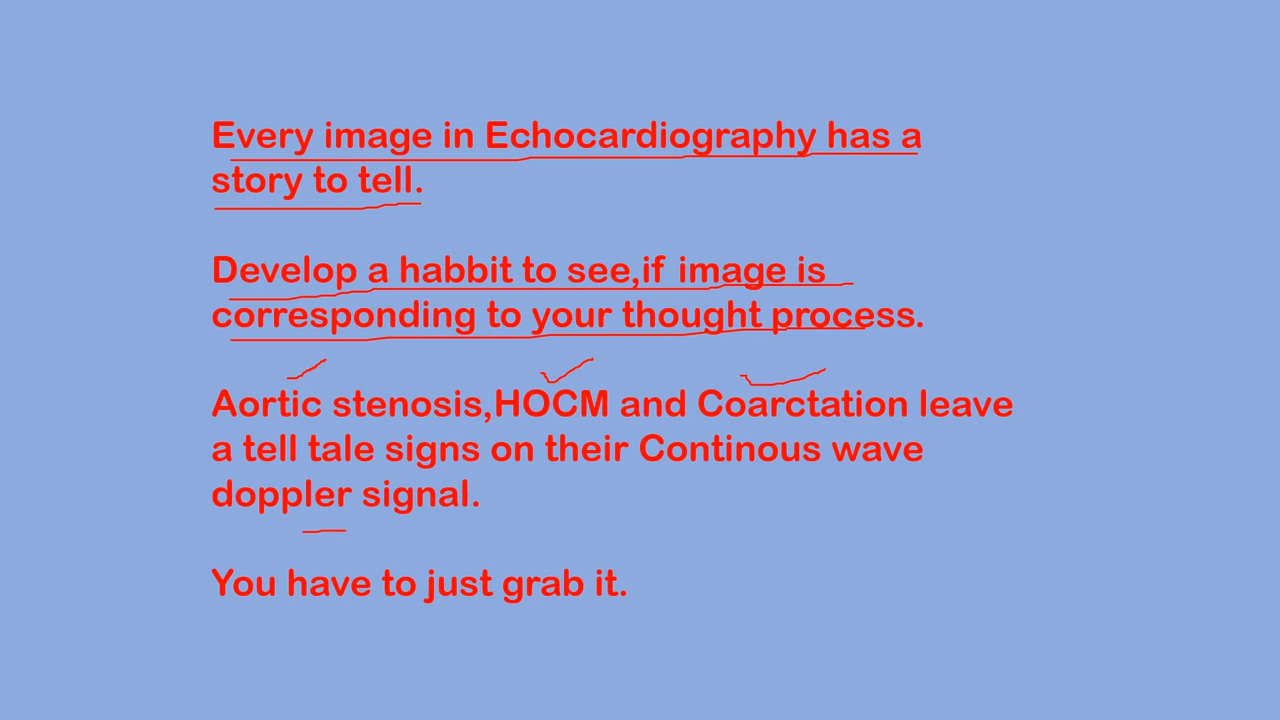 Every image in Echocardiography has a
story to tell.
Develop a habbit to see,if image is
corresponding to your thought process.
Aortic stenosis,HOCM and Coarctation leave
a tell tale signs on their Continous wave
doppler signal.
You have to just grab it.